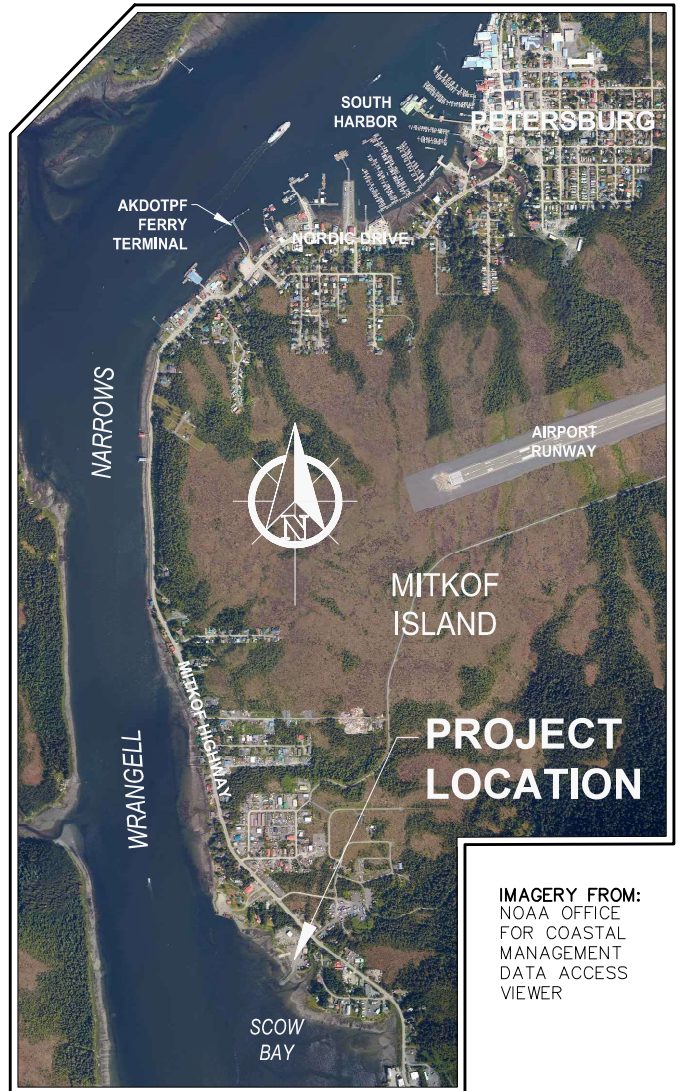 SOUTH
HARBOR
PETERSBURG
AKDOTPF
FERRY
TERMINAL
NORDIC DRIVE
NARROWS
AIRPORT
RUNWAY
N
MITKOF
ISLAND
MITKOF HIGHWAY
PROJECT
LOCATION
WRANGELL
IMAGERY FROM:
NOAA OFFICE
FOR COASTAL
MANAGEMENT
DATA ACCESS
VIEWER
SCOW
BAY